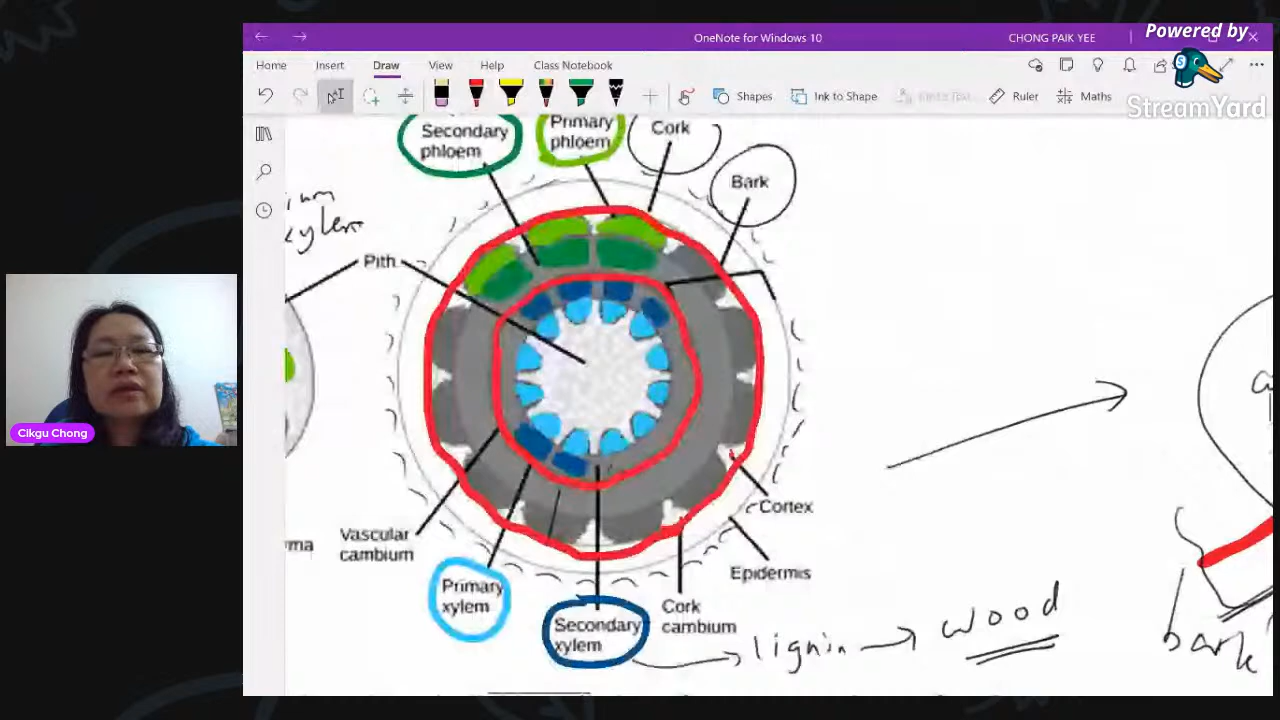 Powered by
OneNote for Windows 10
CHONG PAIK YEE
StreamYard
Home
Insert
Draw
View
Help
Class Notebook
Shapes
Ink to Shape
Ruler
Maths
Secondary
phloem
Primary
phloem
Cork
Bark
xylem
Pith
Vascular
cambium
Primary
xylem
Secondary
xylem
Cork
cambium
Cortex
Epidermis
lignin
wood
bark
Cikgu Chong